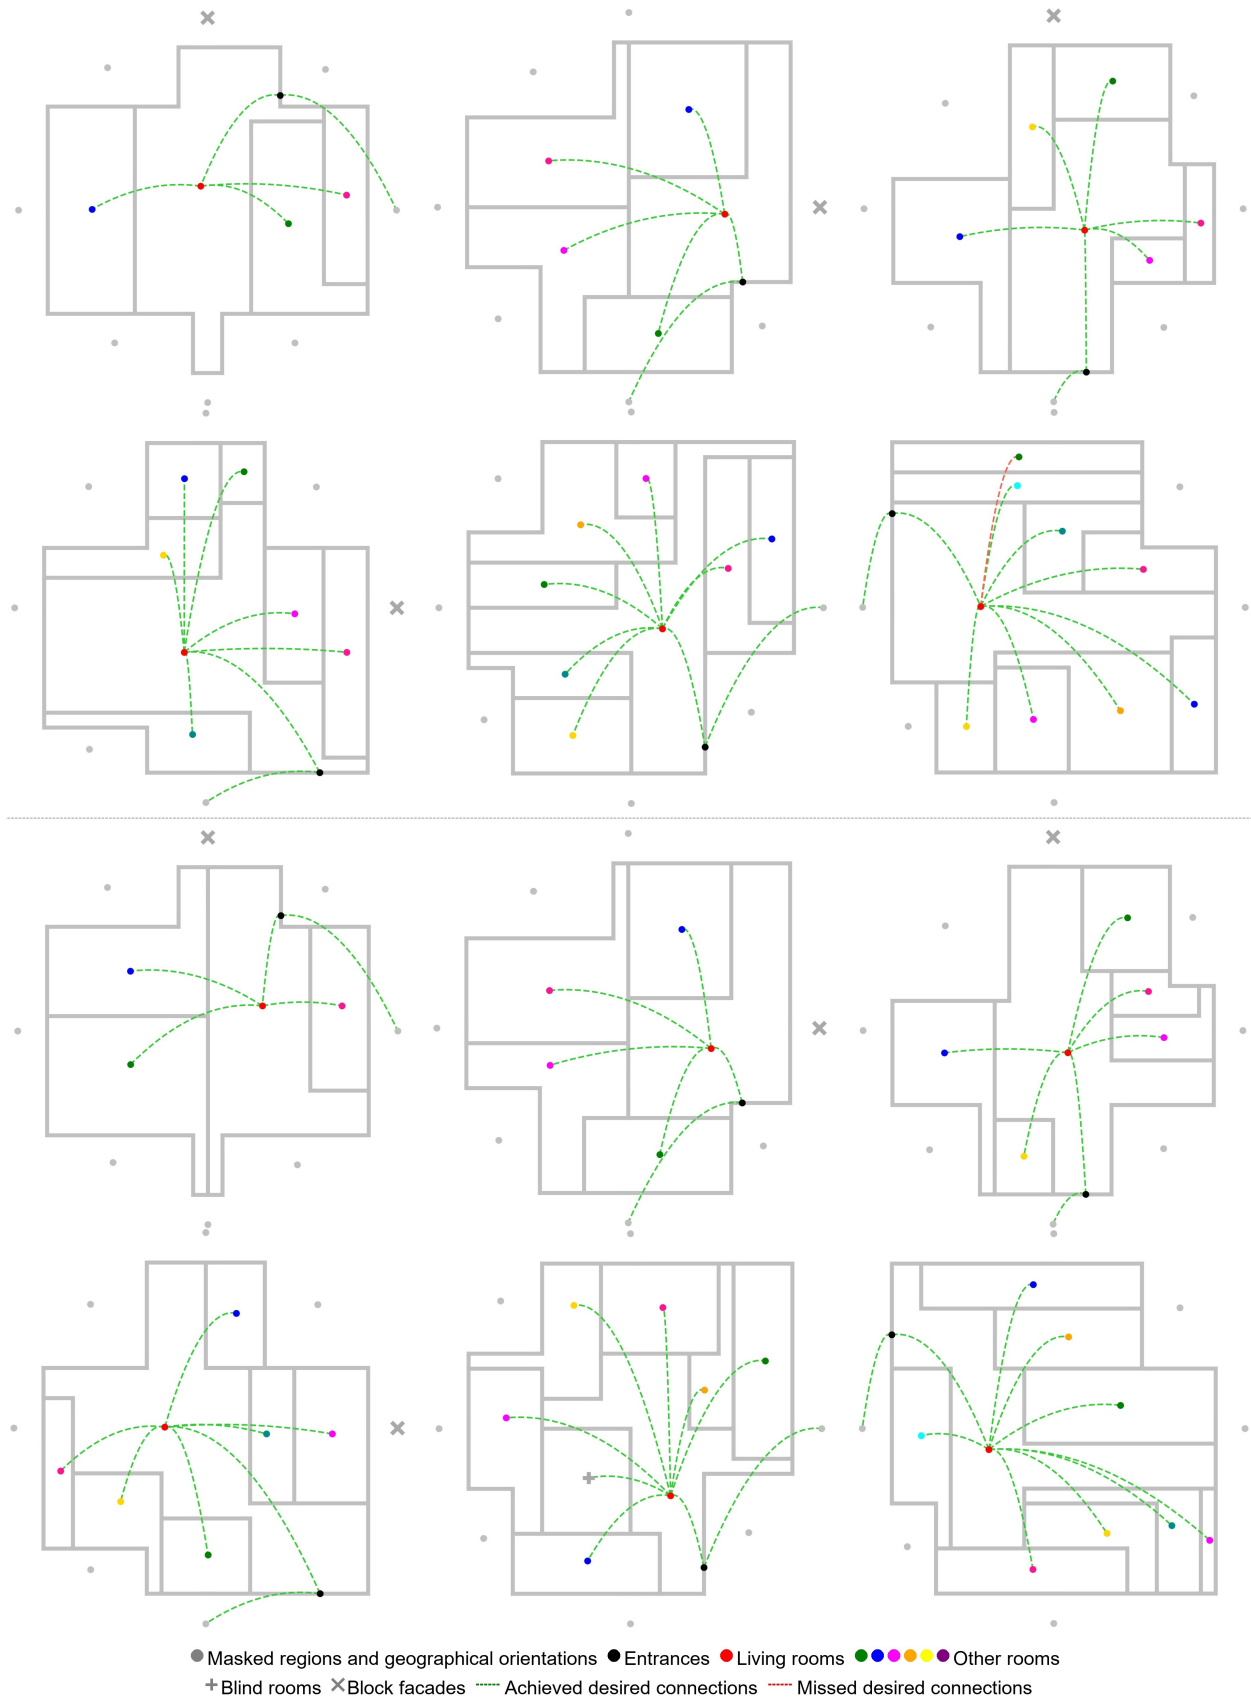 Masked regions and geographical orientations Entrances Living rooms Other rooms
Blind rooms Block facades Achieved desired connections Missed desired connections